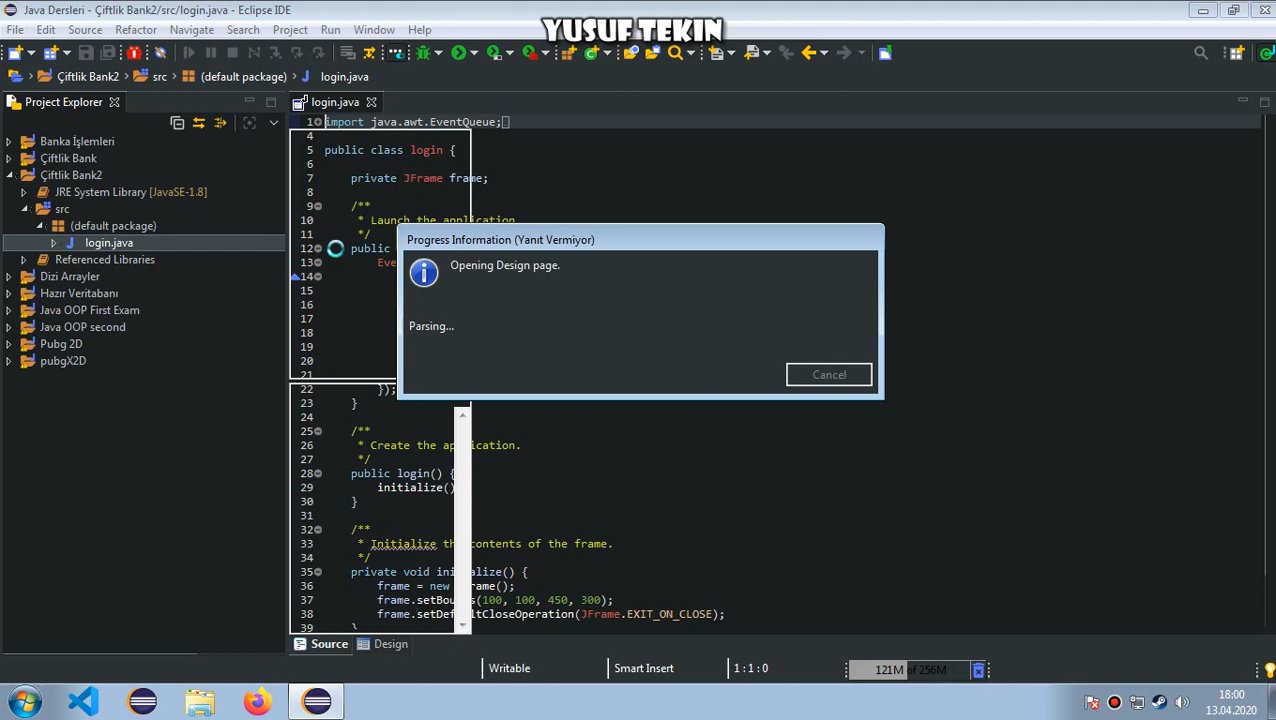 Java Dersleri - Çiftlik Bank2/src/login.java - Eclipse IDE
File Edit Source Refactor Navigate Search Project Run Window Help
YUSUF TEKIN
Çiftlik Bank2 src (default package) login.java
Project Explorer
login.java
Banka İşlemleri
Çiftlik Bank
Çiftlik Bank2
JRE System Library [JavaSE-1.8]
src
(default package)
login.java
Referenced Libraries
Dizi Arrayler
Hazır Veritabanı
Java OOP First Exam
Java OOP second
Pubg 2D
pubgX2D
1 import java.awt.EventQueue;
4
5 public class login {
6
7 private JFrame frame;
8
9 /**
10 * Launch the application
11 */
12 public
13 Eve
14
15
16
17
18
19
20
21
22 });
23 }
24
25 /**
26 * Create the application.
27 */
28 public login() {
29 initialize()
30 }
31
32 /**
33 * Initialize the contents of the frame.
34 */
35 private void initialize() {
36 frame = new Frame();
37 frame.setBounds(100, 100, 450, 300);
38 frame.setDefaultCloseOperation(JFrame.EXIT_ON_CLOSE);
39 }
Progress Information (Yanıt Vermiyor)
Opening Design page.
Parsing...
Cancel
Source Design
Writable Smart Insert 1:1:0 121M of 256M
18:00
13.04.2020